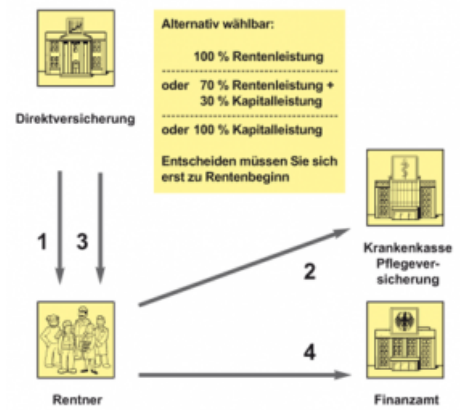 Alternativ wählbar:
100 % Rentenleistung
oder 70 % Rentenleistung +
30 % Kapitalleistung
oder 100 % Kapitalleistung
Entscheiden müssen Sie sich
erst zu Rentenbeginn
Direktversicherung
1
3
2
Krankenkasse
Pflegever-
sicherung
4
Rentner
Finanzamt